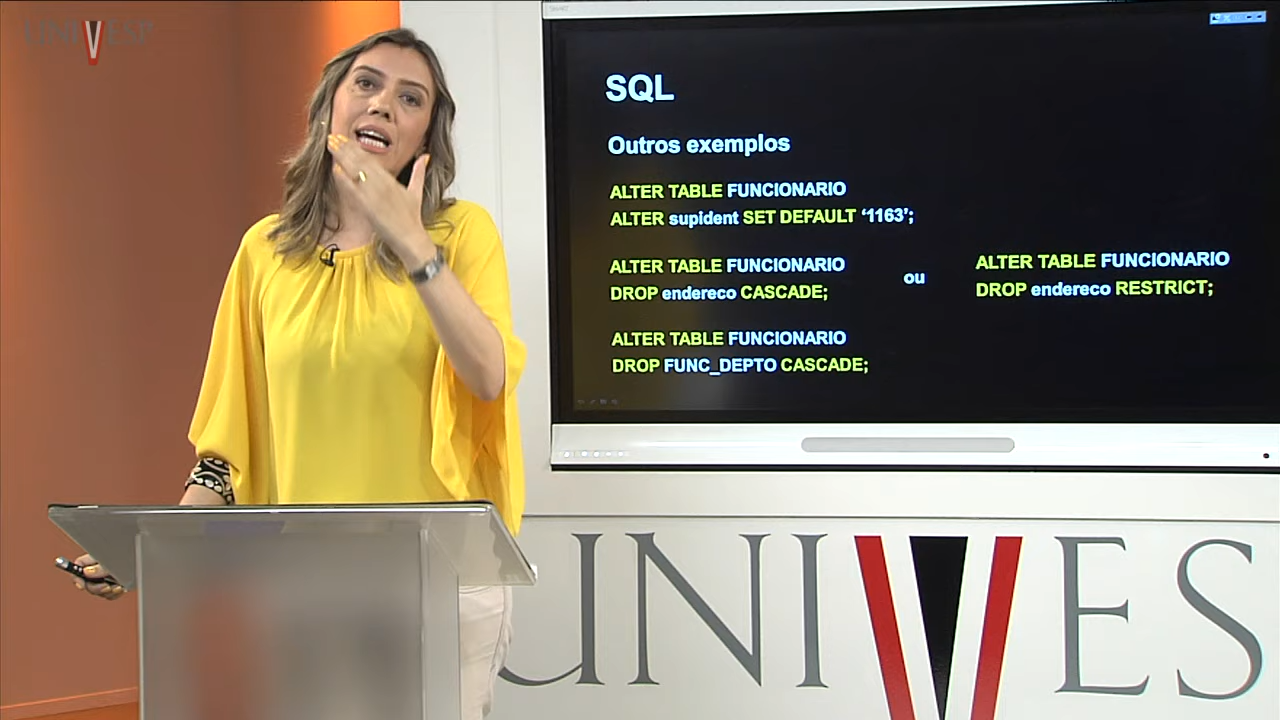 UNIVESP
SQL
Outros exemplos
ALTER TABLE FUNCIONARIO
ALTER supident SET DEFAULT ‘1163’;
ALTER TABLE FUNCIONARIO
DROP endereco CASCADE;
ou
ALTER TABLE FUNCIONARIO
DROP endereco RESTRICT;
ALTER TABLE FUNCIONARIO
DROP FUNC_DEPTO CASCADE;
UNIVES